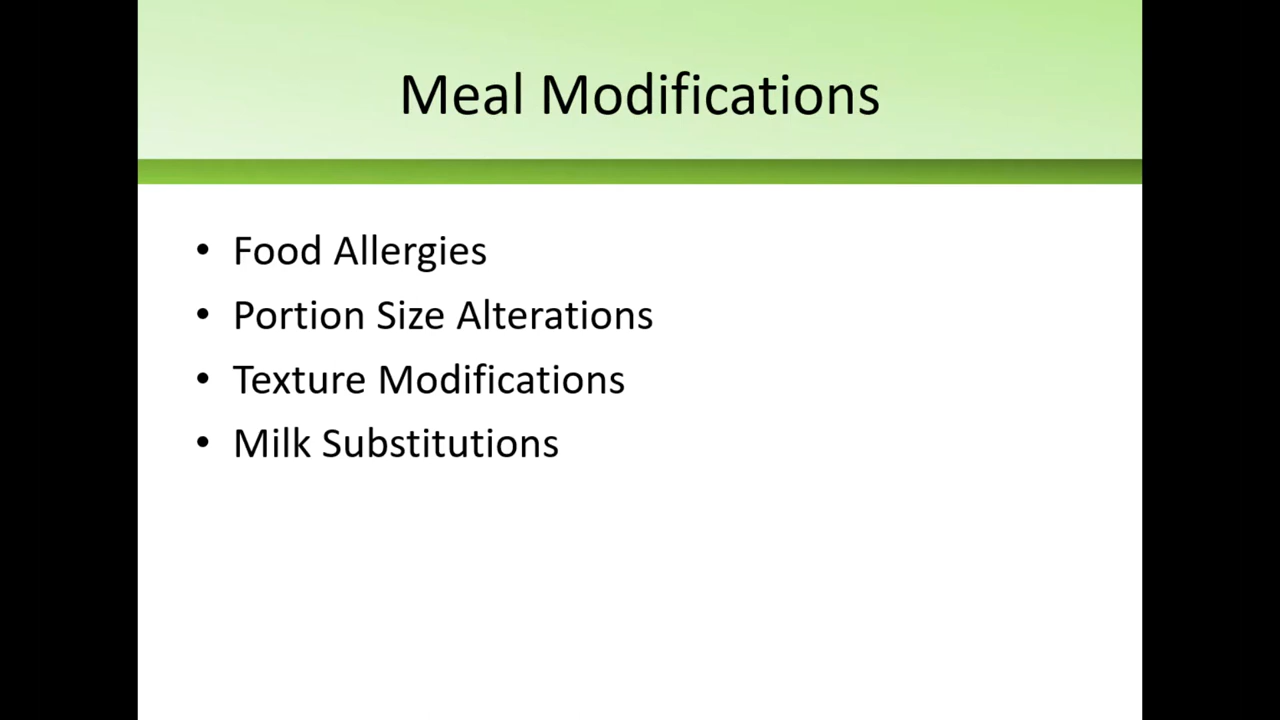 Meal Modifications
• Food Allergies
• Portion Size Alterations
• Texture Modifications
• Milk Substitutions